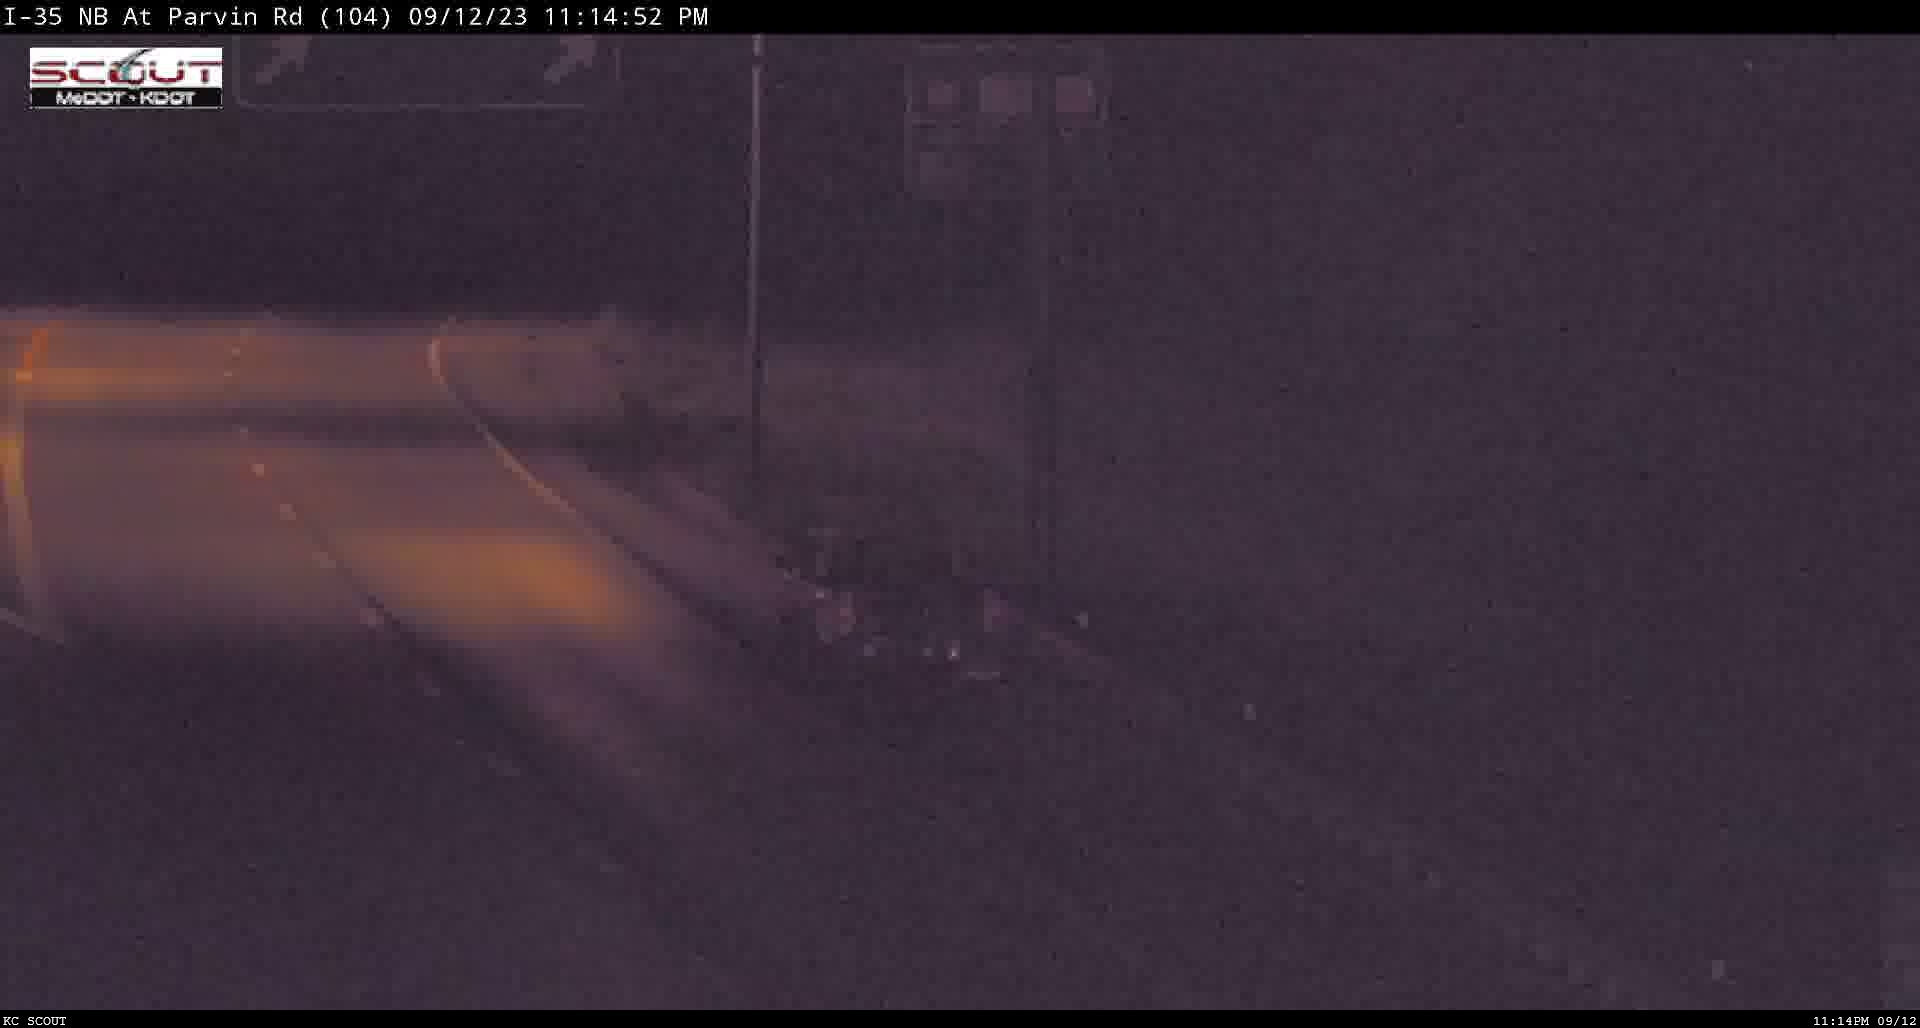 I-35 NB At Parvin Rd (104) 09/12/23 11:14:52 PM
SCOUT
MoDOT - KDOT
KC SCOUT
11:14PM 09/12